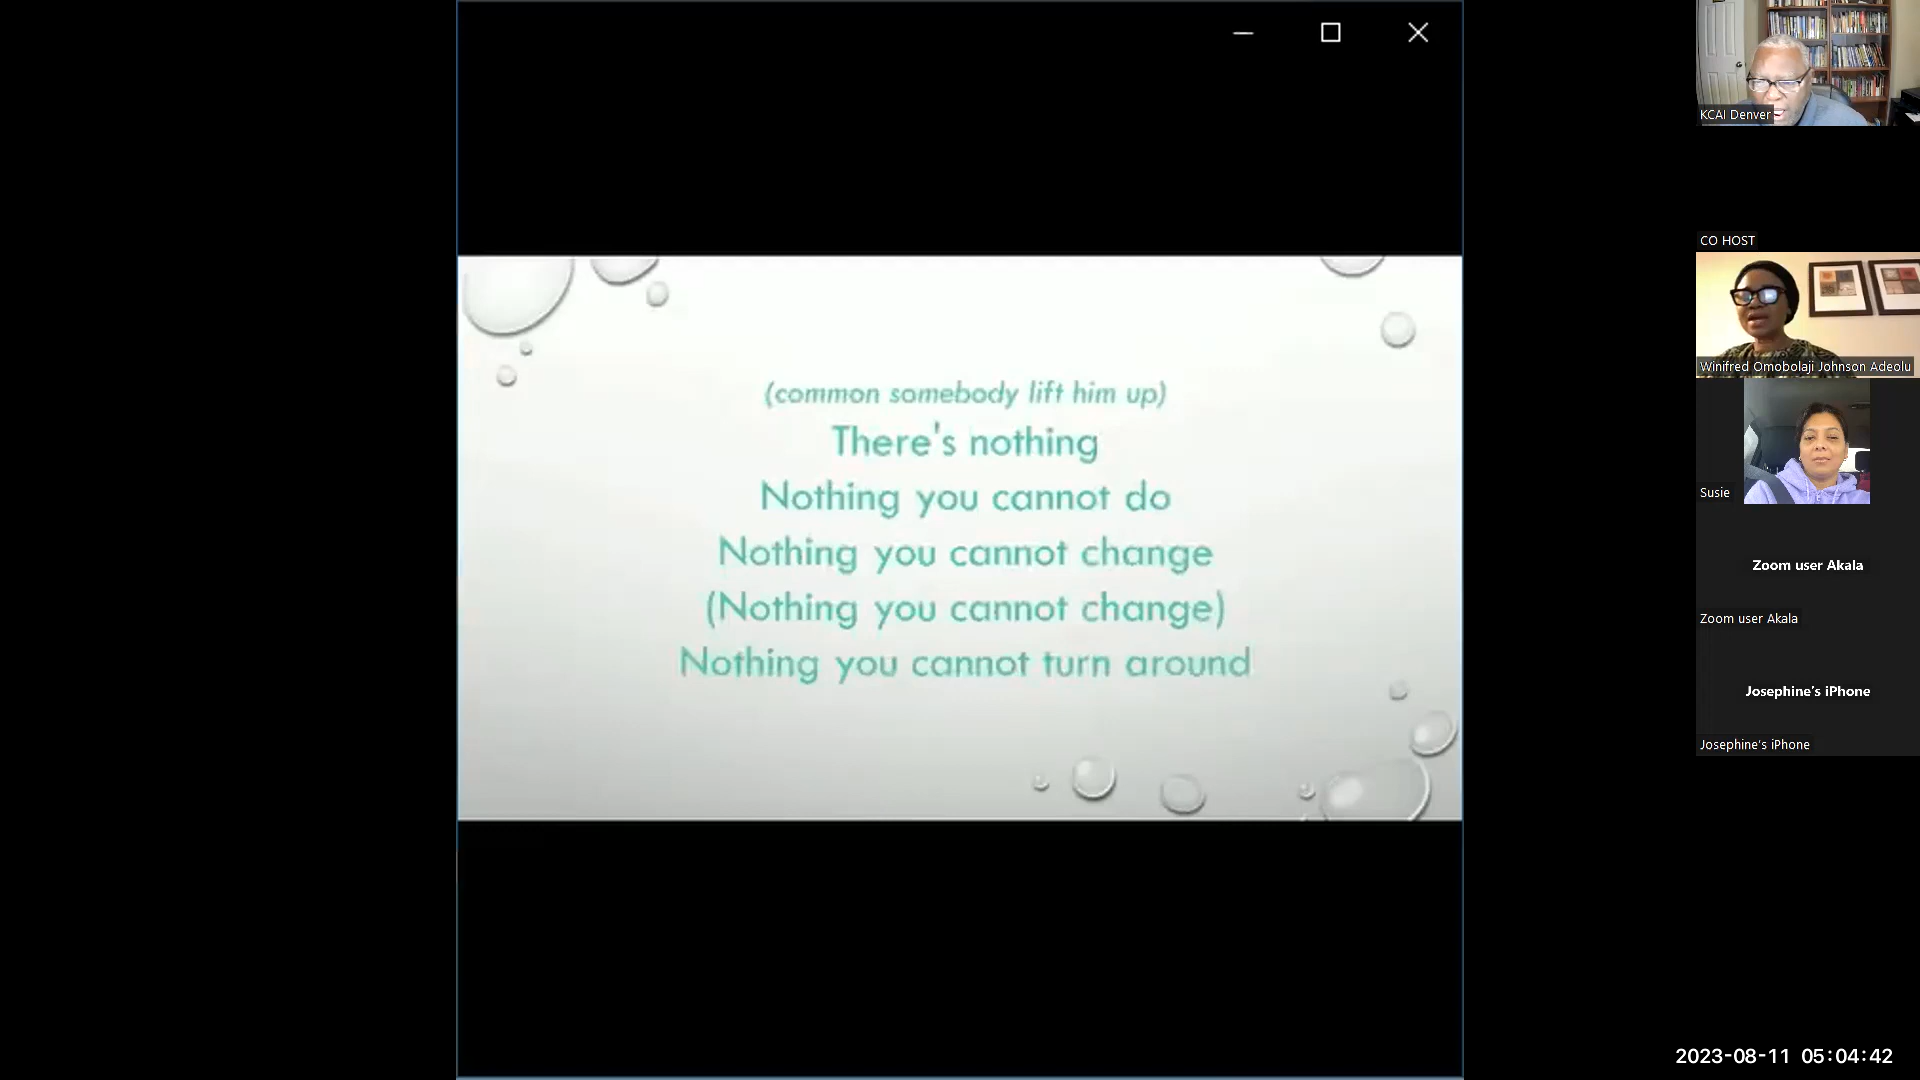 (common somebody lift him up)
There's nothing
Nothing you cannot do
Nothing you cannot change
(Nothing you cannot change)
Nothing you cannot turn around
KCAI Denver
CO HOST
Winifred Omobolaji Johnson Adeolu
Susie
Zoom user Akala
Zoom user Akala
Josephine's iPhone
Josephine's iPhone
2023-08-11 05:04:42